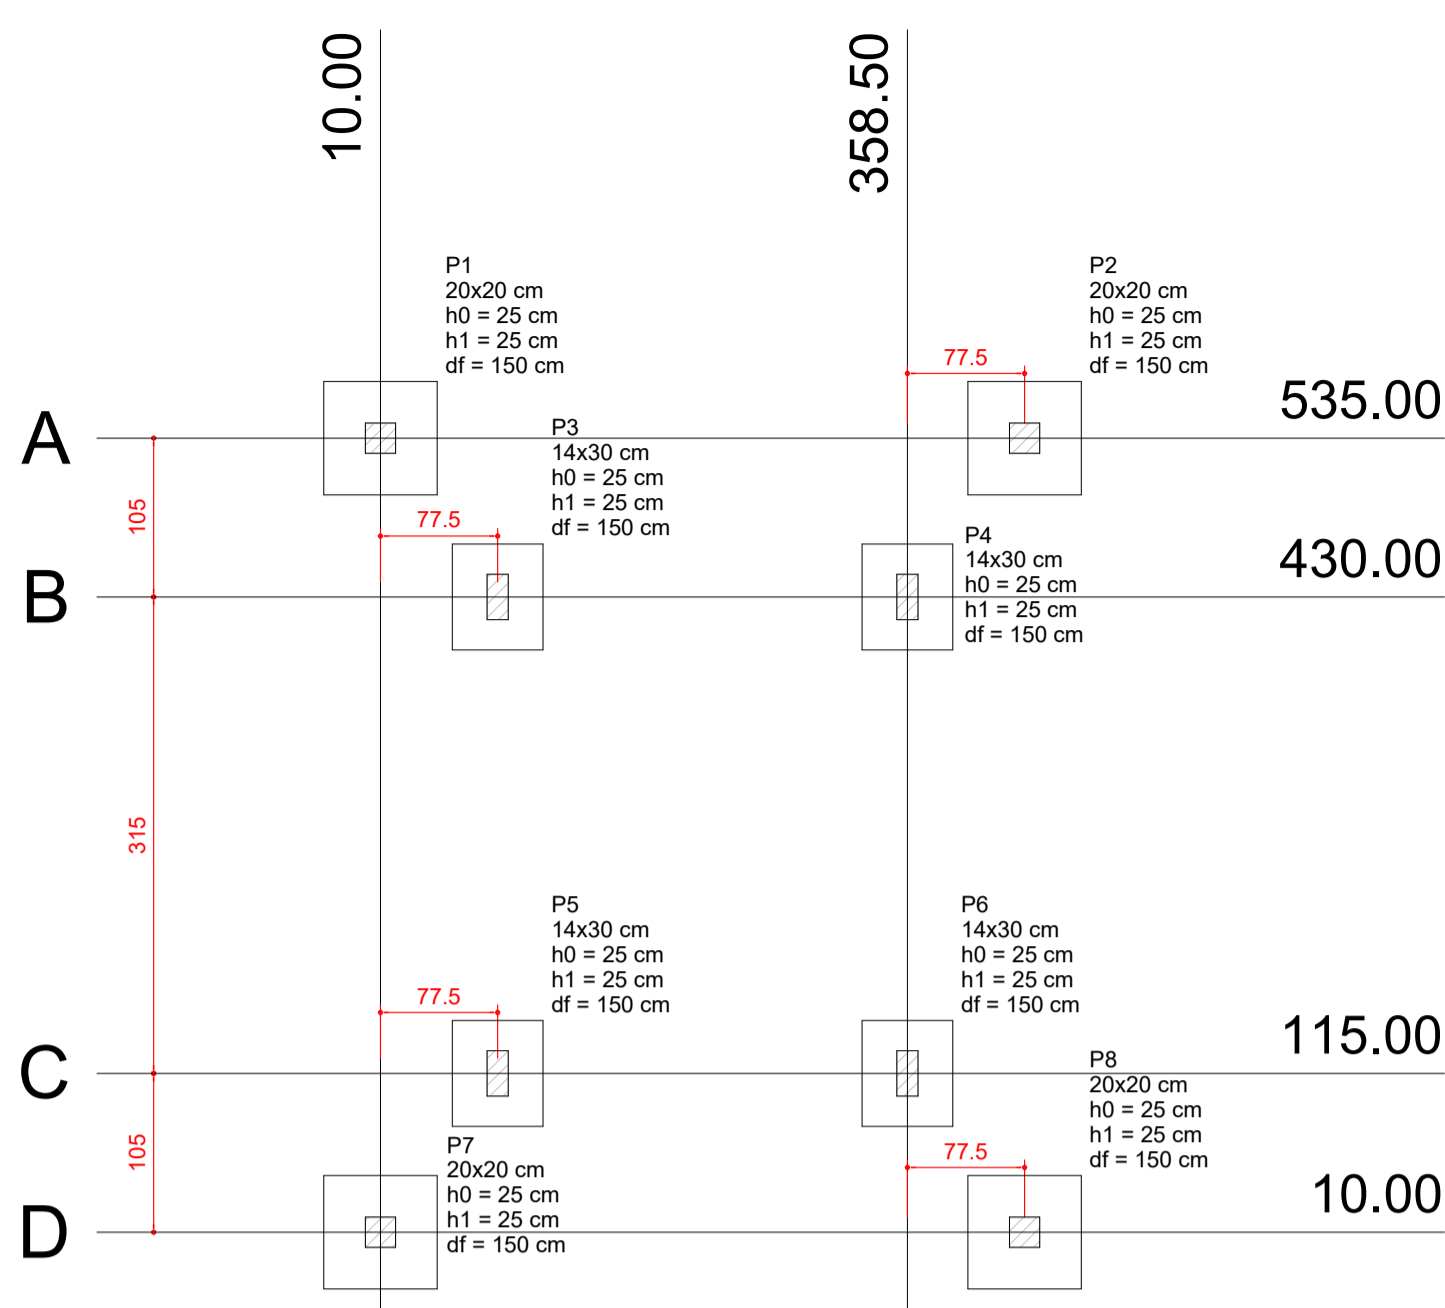 10.00
358.50
P1
20x20 cm
h0 = 25 cm
h1 = 25 cm
df = 150 cm
P2
20x20 cm
h0 = 25 cm
h1 = 25 cm
df = 150 cm
77.5
535.00
A
P3
14x30 cm
h0 = 25 cm
h1 = 25 cm
df = 150 cm
105
77.5
P4
14x30 cm
h0 = 25 cm
h1 = 25 cm
df = 150 cm
430.00
B
315
P5
14x30 cm
h0 = 25 cm
h1 = 25 cm
df = 150 cm
P6
14x30 cm
h0 = 25 cm
h1 = 25 cm
df = 150 cm
77.5
115.00
C
P8
20x20 cm
h0 = 25 cm
h1 = 25 cm
df = 150 cm
105
P7
20x20 cm
h0 = 25 cm
h1 = 25 cm
df = 150 cm
77.5
10.00
D